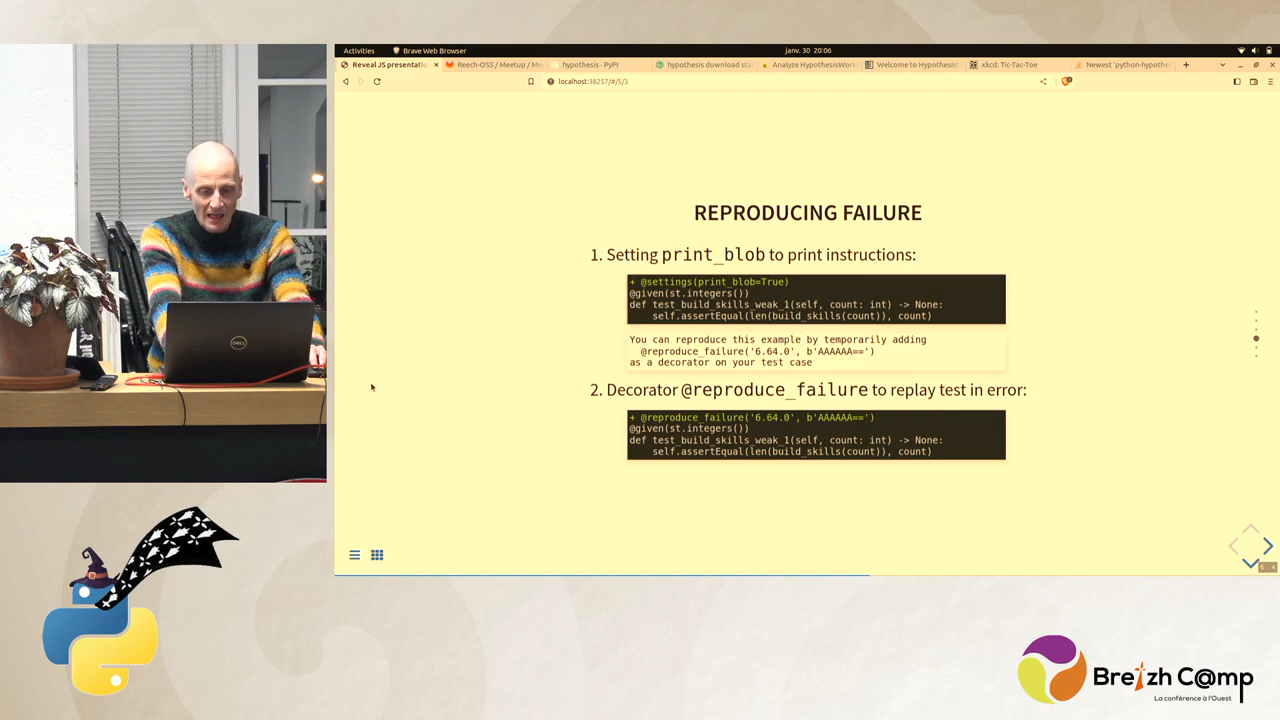 Activities
Brave Web Browser
janv. 30 20:06
Reveal JS presentatio
Reech-OSS / Meetup / Me
hypothesis · PyPI
hypothesis download sta
Analyze HypothesisWork
Welcome to Hypothesis!
xkcd: Tic-Tac-Toe
Newest 'python-hypothe
localhost:38257/#/5/3
REPRODUCING FAILURE
1. Setting print_blob to print instructions:
+ @settings(print_blob=True)
@given(st.integers())
def test_build_skills_weak_1(self, count: int) -> None:
self.assertEqual(len(build_skills(count)), count)
You can reproduce this example by temporarily adding
@reproduce_failure('6.64.0', b'AAAAAA==')
as a decorator on your test case
2. Decorator @reproduce_failure to replay test in error:
+ @reproduce_failure('6.64.0', b'AAAAAA==')
@given(st.integers())
def test_build_skills_weak_1(self, count: int) -> None:
self.assertEqual(len(build_skills(count)), count)
6.4
DELL
Breizh C@mp
La conférence à l'Ouest